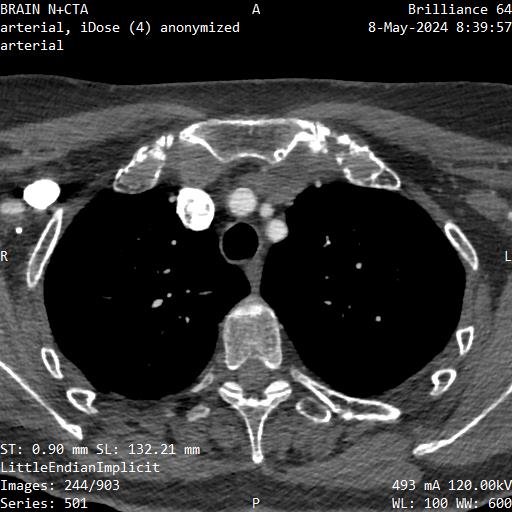 BRAIN N+CTA A Brilliance 64
arterial, iDose (4) anonymized 8-May-2024 8:39:57
arterial
R L
ST: 0.90 mm SL: 132.21 mm
LittleEndianImplicit
Images: 244/903 493 mA 120.00kV
Series: 501 P WL: 100 WW: 600